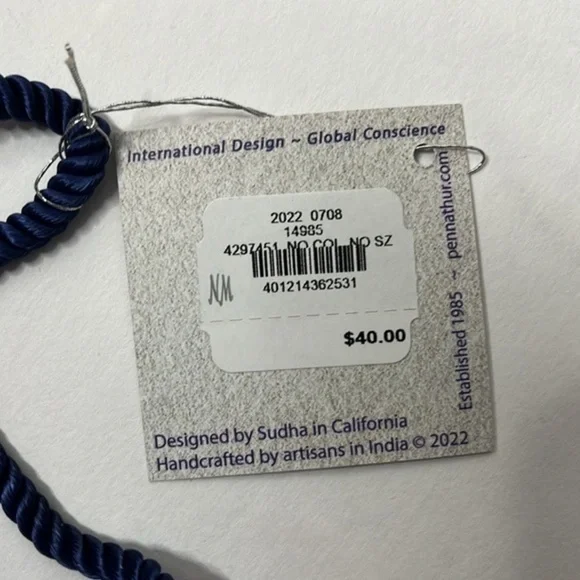 International Design ~ Global Conscience
2022 0708
14985
4297451 NO COL NO SZ
401214362531
NM
$40.00
Established 1985 ~ pennathur.com
Designed by Sudha in California
Handcrafted by artisans in India © 2022